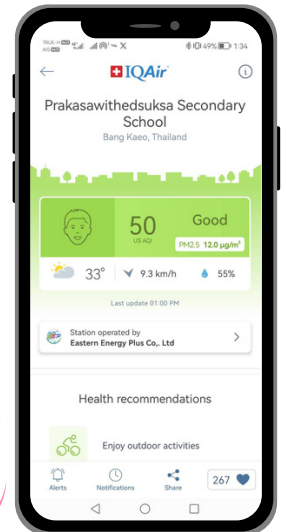 TRUE-H
AIS
X
49%
1:34
IQAir
Prakasawithedsuksa Secondary
School
Bang Kaeo, Thailand
50
US AQI
Good
PM2.5 12.0 µg/m³
33°
9.3 km/h
55%
Last update 01:00 PM
Station operated by
Eastern Energy Plus Co,. Ltd
Health recommendations
Enjoy outdoor activities
Alerts
Notifications
Share
267